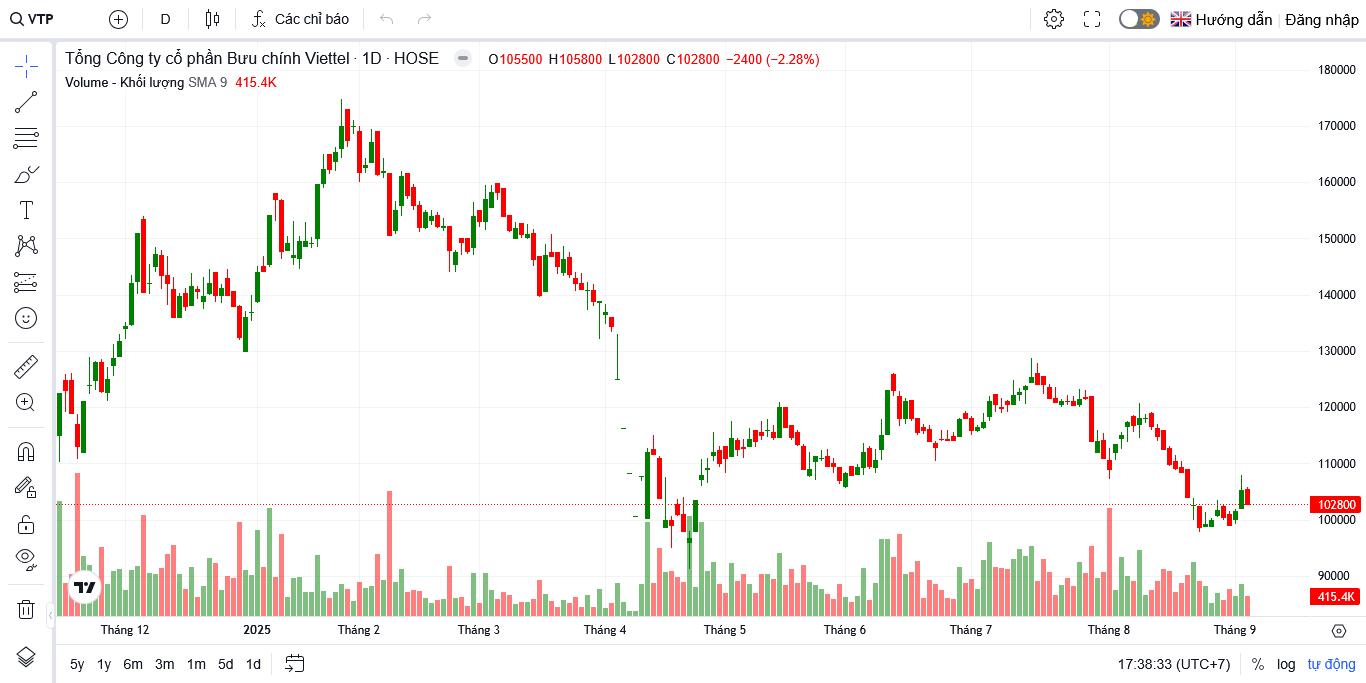 VTP D Các chỉ báo Hướng dẫn Đăng nhập
Tổng Công ty cổ phần Bưu chính Viettel · 1D · HOSE O105500 H105800 L102800 C102800 −2400 (−2.28%)
Volume - Khối lượng SMA 9 415.4K
180000
170000
160000
150000
140000
130000
120000
110000
102800
100000
90000
415.4K
Tháng 12 2025 Tháng 2 Tháng 3 Tháng 4 Tháng 5 Tháng 6 Tháng 7 Tháng 8 Tháng 9
5y 1y 6m 3m 1m 5d 1d 17:38:33 (UTC+7) % log tự động